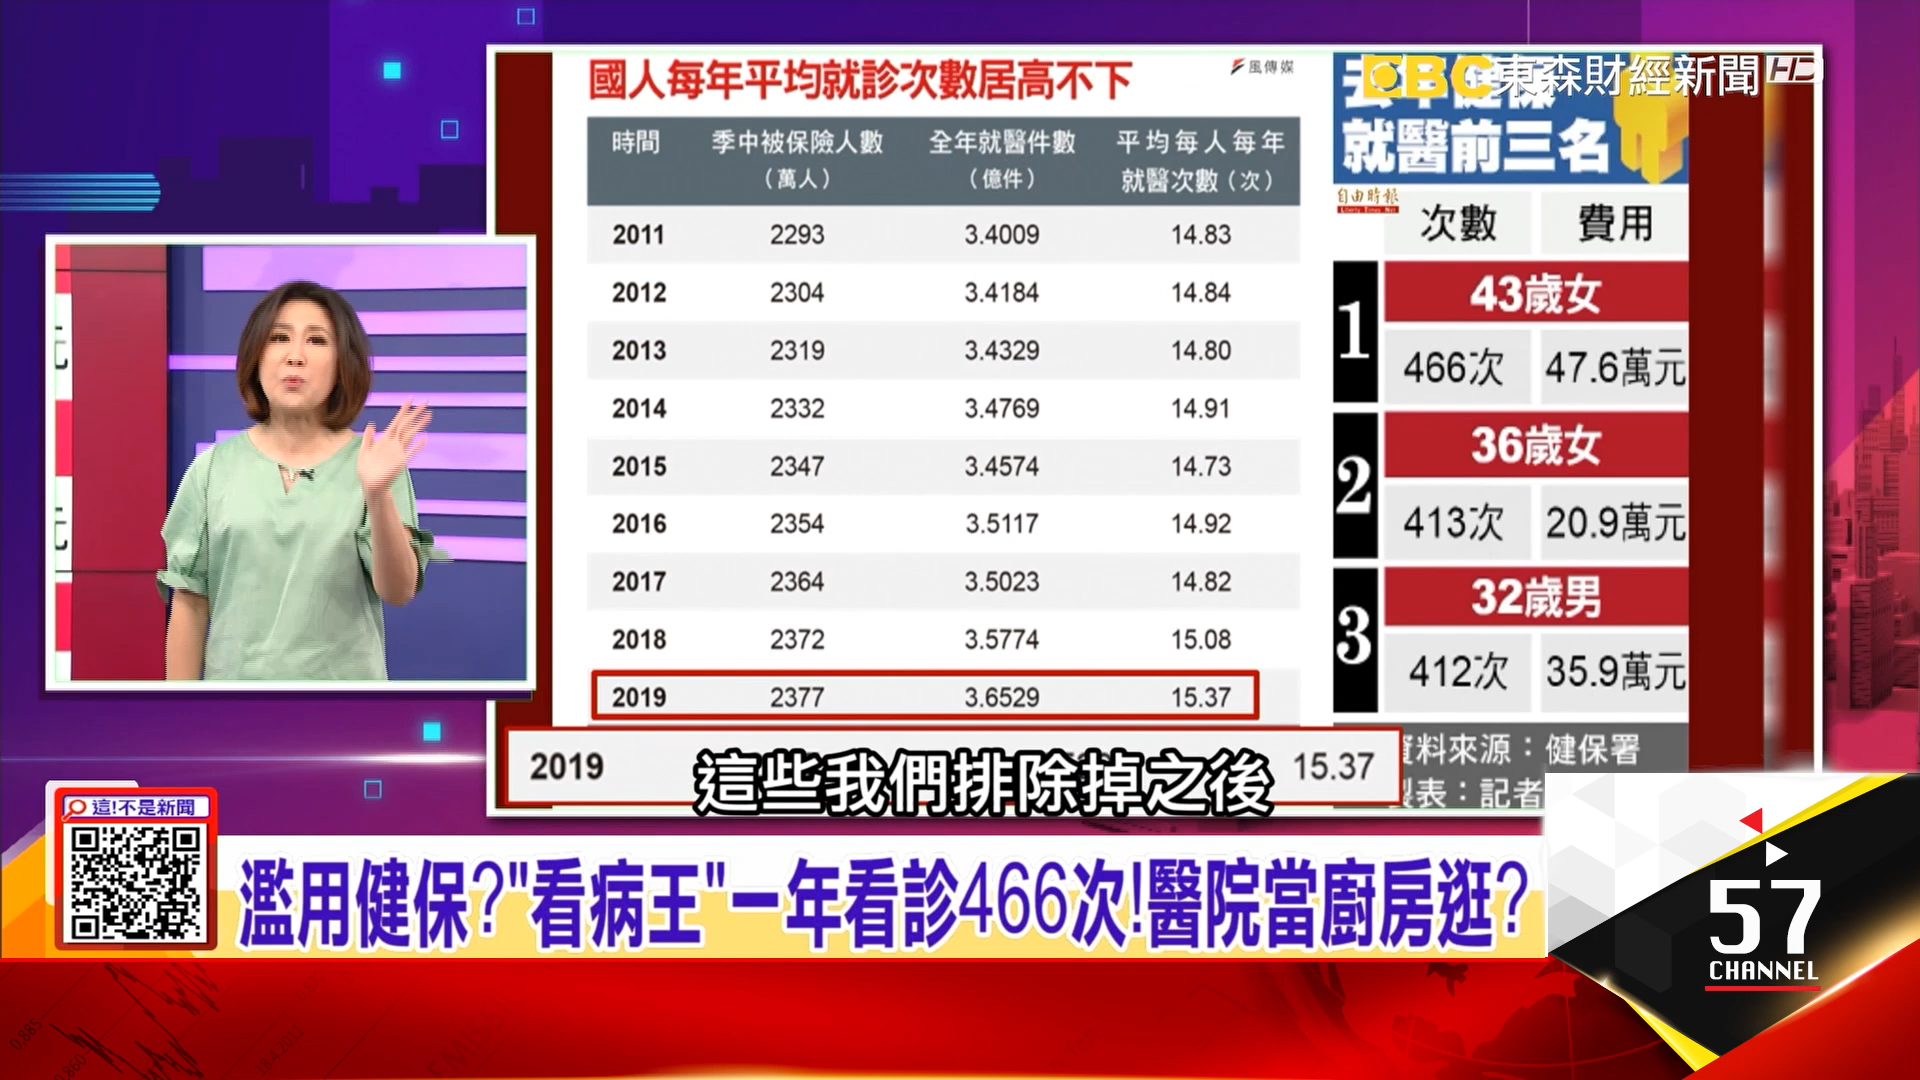 國人每年平均就診次數居高不下
風傳媒
EBC東森財經新聞HD
就醫前三名
自由時報
Liberty Times Net
次數 費用
1 43歲女
466次 47.6萬元
2 36歲女
413次 20.9萬元
3 32歲男
412次 35.9萬元
資料來源：健保署
製表：記者
時間 季中被保險人數（萬人） 全年就醫件數（億件） 平均每人每年就醫次數（次）
2011 2293 3.4009 14.83
2012 2304 3.4184 14.84
2013 2319 3.4329 14.80
2014 2332 3.4769 14.91
2015 2347 3.4574 14.73
2016 2354 3.5117 14.92
2017 2364 3.5023 14.82
2018 2372 3.5774 15.08
2019 2377 3.6529 15.37
2019 15.37
這些我們排除掉之後
這!不是新聞
濫用健保?"看病王"一年看診466次!醫院當廚房逛?
57
CHANNEL